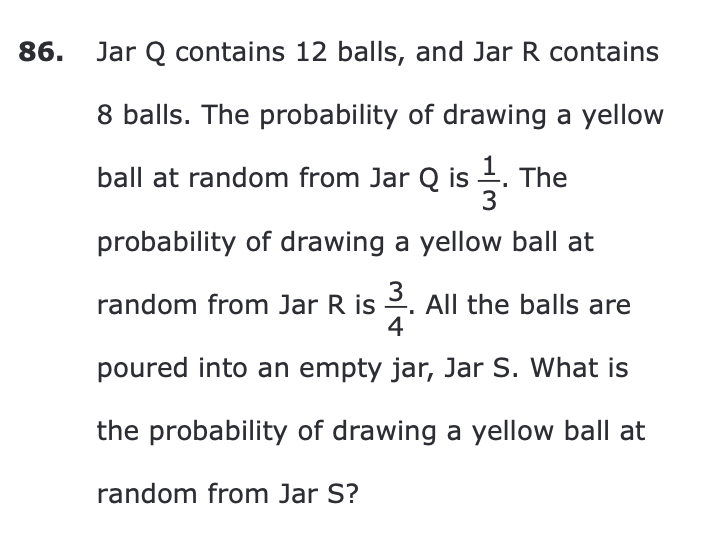 86. Jar Q contains 12 balls, and Jar R contains
8 balls. The probability of drawing a yellow
ball at random from Jar Q is 1/3. The
probability of drawing a yellow ball at
random from Jar R is 3/4. All the balls are
poured into an empty jar, Jar S. What is
the probability of drawing a yellow ball at
random from Jar S?